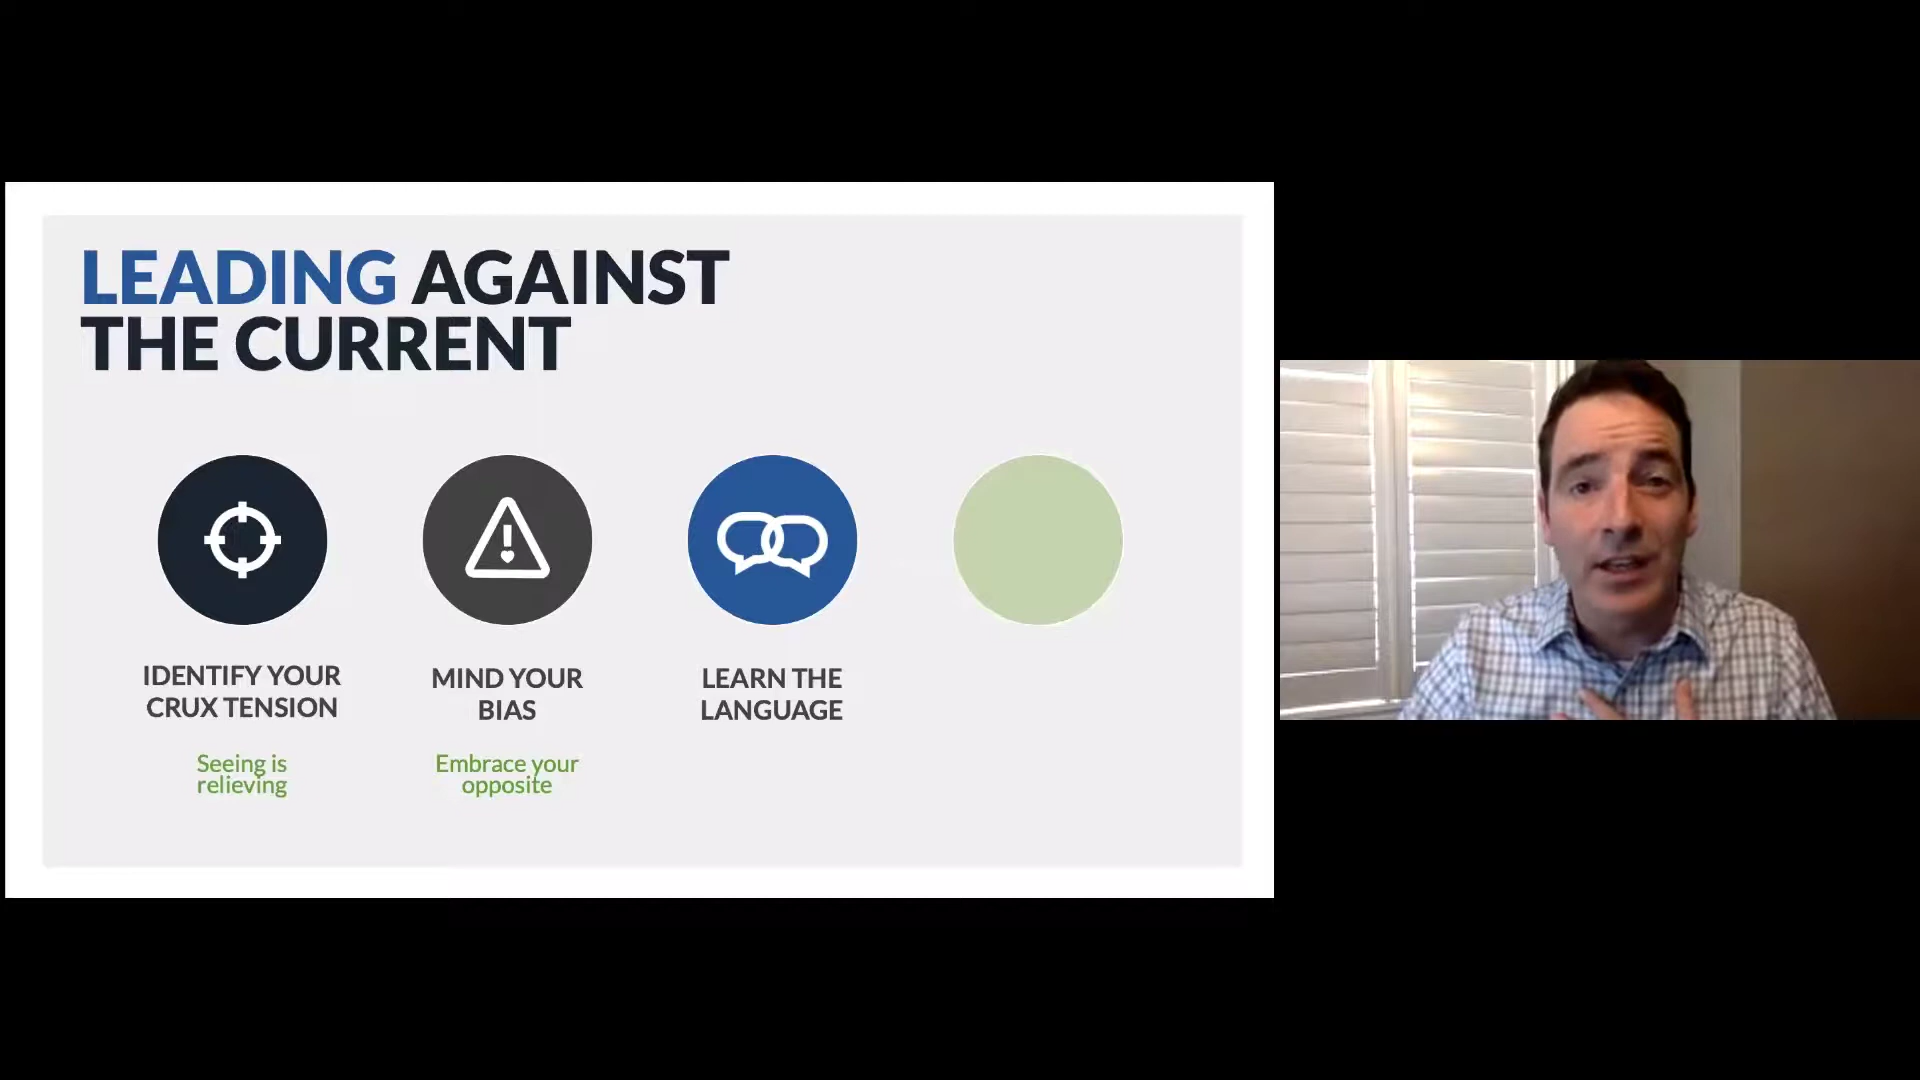 LEADING AGAINST
THE CURRENT
IDENTIFY YOUR
CRUX TENSION
Seeing is
relieving
MIND YOUR
BIAS
Embrace your
opposite
LEARN THE
LANGUAGE